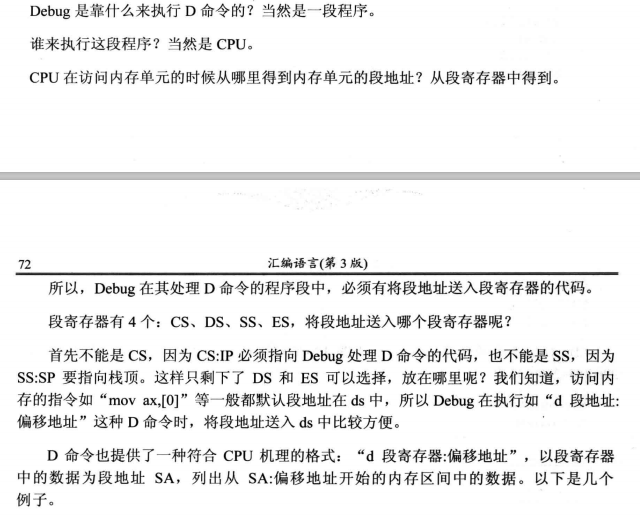 Debug 是靠什么来执行 D 命令的？当然是一段程序。
谁来执行这段程序？当然是 CPU。
CPU 在访问内存单元的时候从哪里得到内存单元的段地址？从段寄存器中得到。
72
汇编语言(第 3 版)
所以，Debug 在其处理 D 命令的程序段中，必须有将段地址送入段寄存器的代码。
段寄存器有 4 个：CS、DS、SS、ES，将段地址送入哪个段寄存器呢？
首先不能是 CS，因为 CS:IP 必须指向 Debug 处理 D 命令的代码，也不能是 SS，因为
SS:SP 要指向栈顶。这样只剩下了 DS 和 ES 可以选择，放在哪里呢？我们知道，访问内
存的指令如“mov ax,[0]”等一般都默认段地址在 ds 中，所以 Debug 在执行如“d 段地址:
偏移地址”这种 D 命令时，将段地址送入 ds 中比较方便。
D 命令也提供了一种符合 CPU 机理的格式：“d 段寄存器:偏移地址”，以段寄存器
中的数据为段地址 SA，列出从 SA:偏移地址开始的内存区间中的数据。以下是几个
例子。